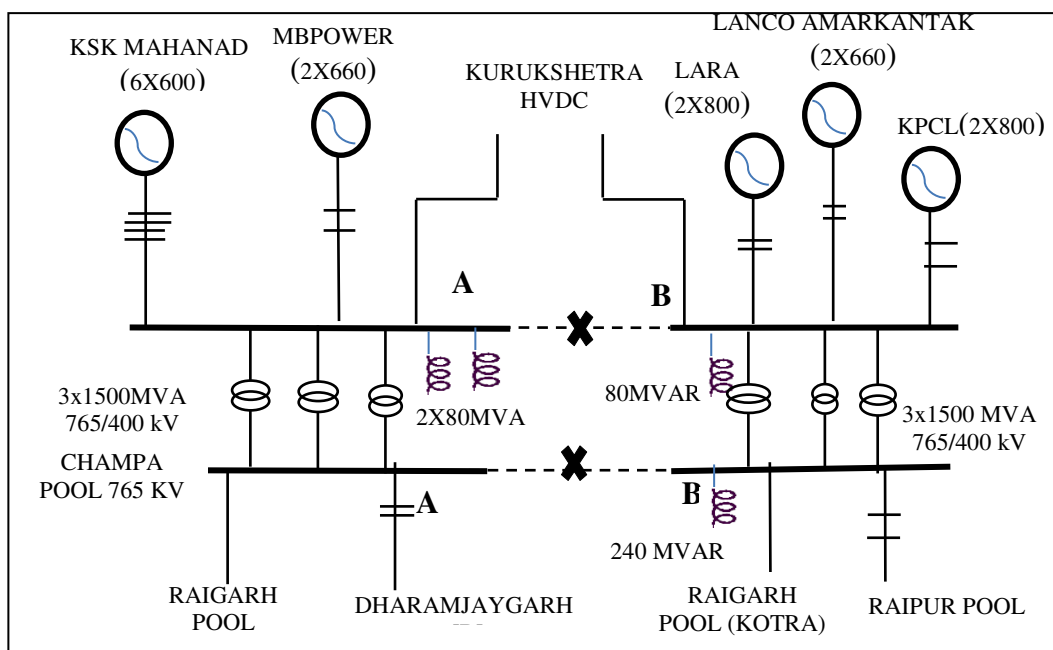 KSK MAHANAD
(6X600)
MBPOWER
(2X660)
KURUKSHETRA
HVDC
LARA
(2X800)
LANCO AMARKANTAK
(2X660)
KPCL(2X800)
A
B
3x1500MVA
765/400 kV
2X80MVA
80MVAR
3x1500 MVA
765/400 kV
CHAMPA
POOL 765 KV
A
B
240 MVAR
RAIGARH
POOL
DHARAMJAYGARH
RAIGARH
POOL (KOTRA)
RAIPUR POOL